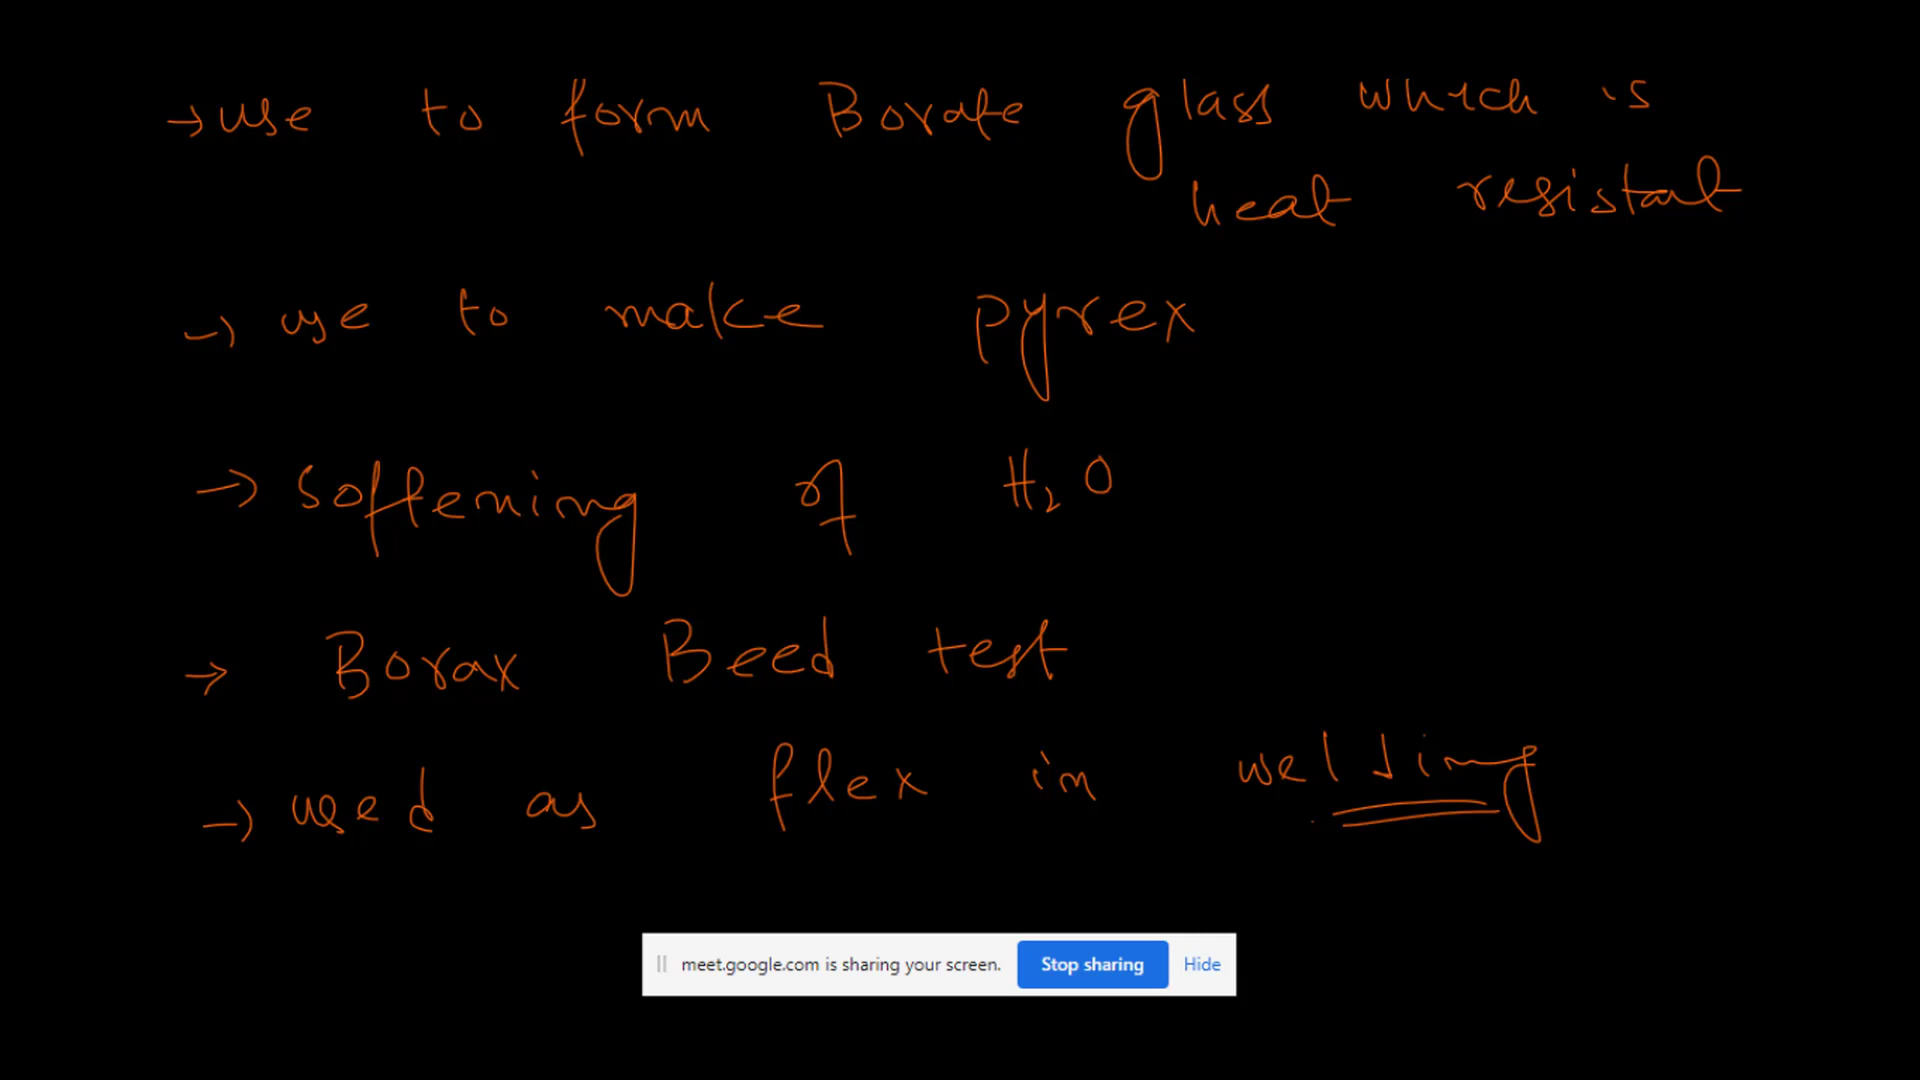 → use to form Borate glass which is
heat resistant
→ use to make pyrex
→ Softening of H₂O
→ Borax Beed test
→ used as flex in welding
meet.google.com is sharing your screen. Stop sharing Hide